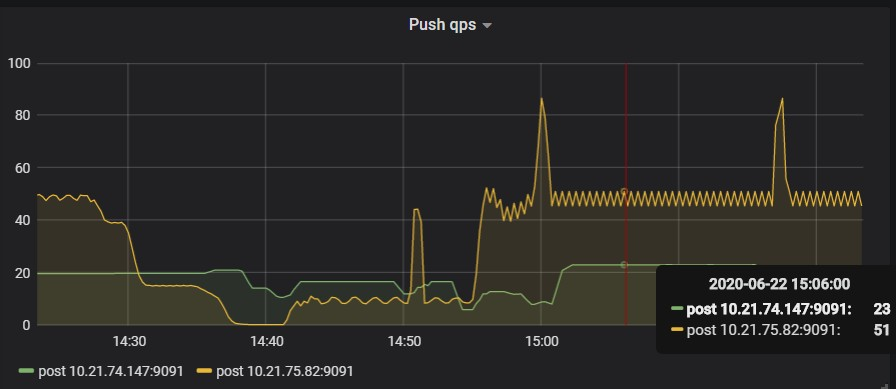 Push qps
100
80
60
40
20
0
14:30 14:40 14:50 15:00
2020-06-22 15:06:00
post 10.21.74.147:9091: 23
post 10.21.75.82:9091: 51
post 10.21.74.147:9091 post 10.21.75.82:9091